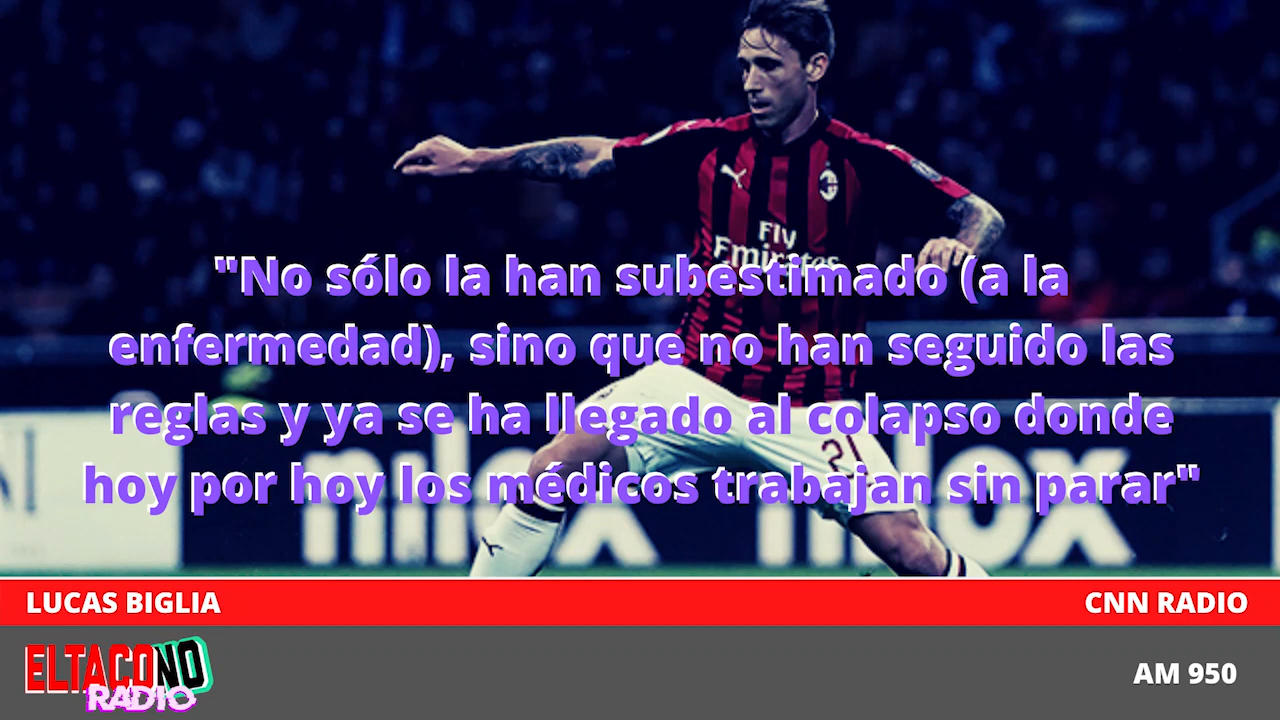 Fly
Emirates
"No sólo la han subestimado (a la
enfermedad), sino que no han seguido las
reglas y ya se ha llegado al colapso donde
hoy por hoy los médicos trabajan sin parar"
21
LUCAS BIGLIA
CNN RADIO
ELTACONO
RADIO
AM 950